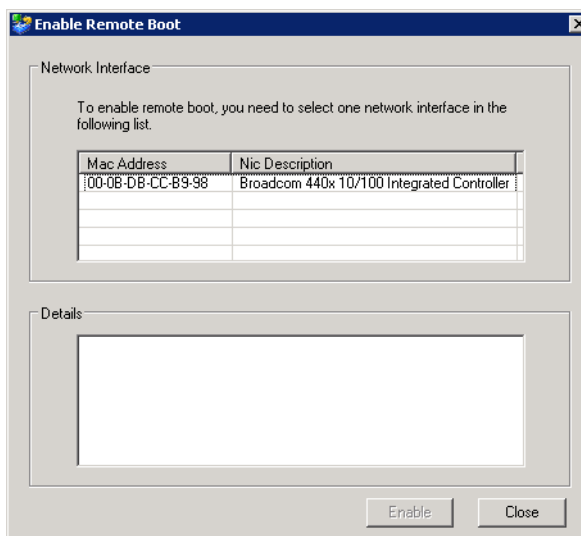 Enable Remote Boot
Network Interface
To enable remote boot, you need to select one network interface in the
following list.
Mac Address Nic Description
00-0B-DB-CC-B9-98 Broadcom 440x 10/100 Integrated Controller
Details
Enable Close